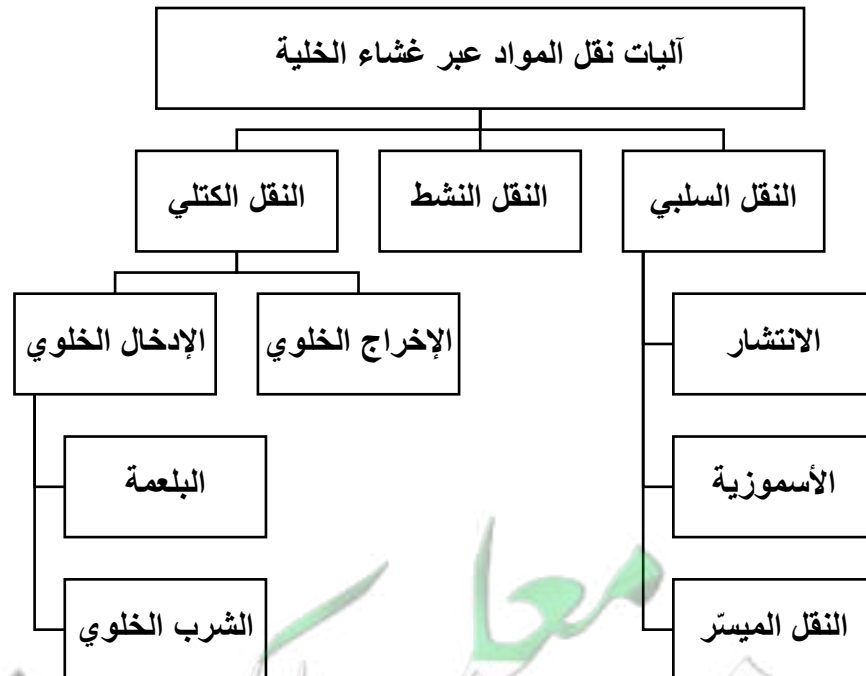 آليات نقل المواد عبر غشاء الخلية
النقل السلبي
النقل النشط
النقل الكتلي
الانتشار
الأسموزية
النقل الميسّر
الإخراج الخلوي
الإدخال الخلوي
البلعمة
الشرب الخلوي
معا